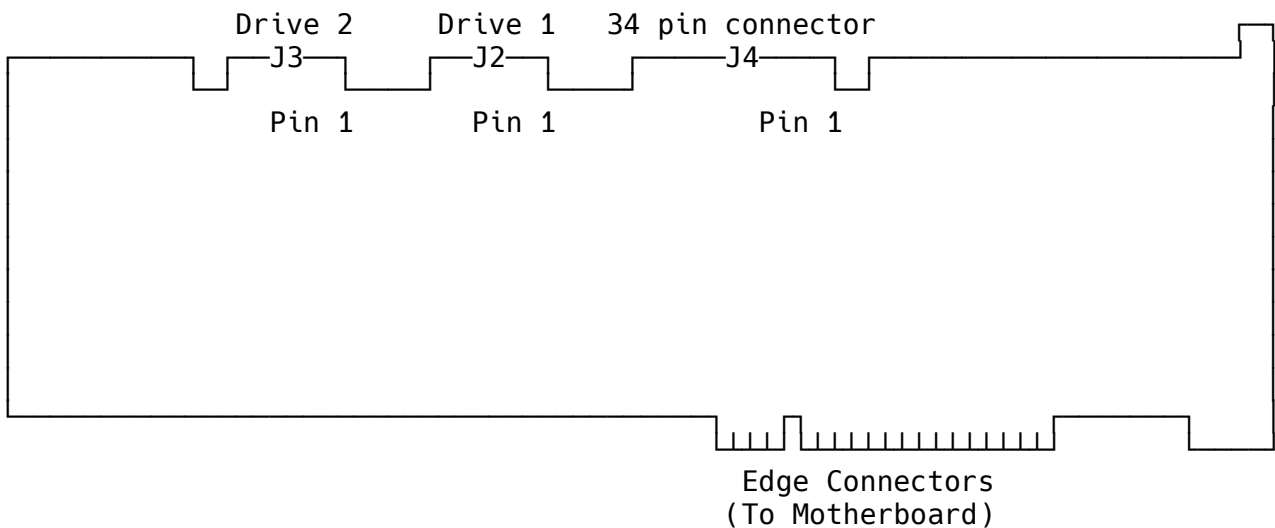 Drive 2 Drive 1 34 pin connector
J3 J2 J4
Pin 1 Pin 1 Pin 1
Edge Connectors
(To Motherboard)